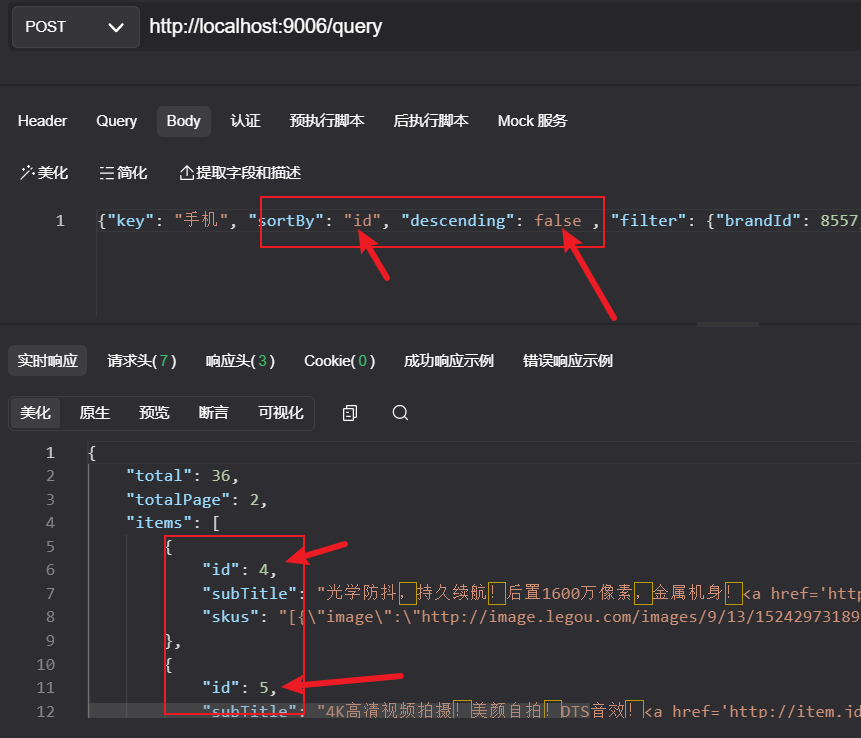 POST http://localhost:9006/query
Header Query Body 认证 预执行脚本 后执行脚本 Mock 服务
美化 简化 提取字段和描述
1 {"key": "手机", "sortBy": "id", "descending": false , "filter": {"brandId": 8557
实时响应 请求头(7) 响应头(3) Cookie(0) 成功响应示例 错误响应示例
美化 原生 预览 断言 可视化
1 {
2 "total": 36,
3 "totalPage": 2,
4 "items": [
5 {
6 "id": 4,
7 "subTitle": "光学防抖，持久续航！后置1600万像素，金属机身！<a href='http
8 "skus": "[{\"image\":\"http://image.legou.com/images/9/13/15242973189
9 },
10 {
11 "id": 5,
12 "subTitle": "4K高清视频拍摄！美颜自拍！DTS音效！<a href='http://item.jd